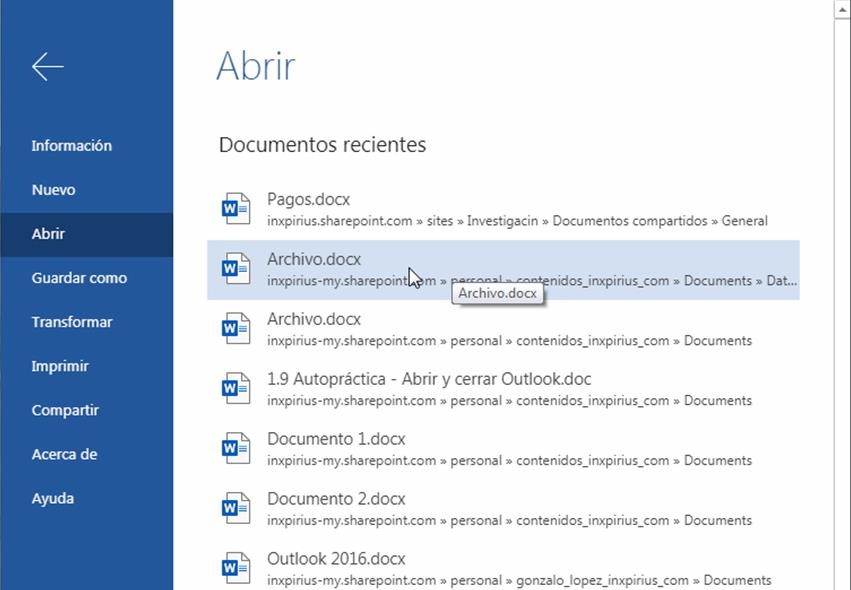 Abrir
Información
Nuevo
Abrir
Guardar como
Transformar
Imprimir
Compartir
Acerca de
Ayuda
Documentos recientes
Pagos.docx
inxpirius.sharepoint.com » sites » Investigacin » Documentos compartidos » General
Archivo.docx
inxpirius-my.sharepoint.com » personal » contenidos_inxpirius_com » Documents » Dat...
Archivo.docx
Archivo.docx
inxpirius-my.sharepoint.com » personal » contenidos_inxpirius_com » Documents
1.9 Autopráctica - Abrir y cerrar Outlook.doc
inxpirius-my.sharepoint.com » personal » contenidos_inxpirius_com » Documents
Documento 1.docx
inxpirius-my.sharepoint.com » personal » contenidos_inxpirius_com » Documents
Documento 2.docx
inxpirius-my.sharepoint.com » personal » contenidos_inxpirius_com » Documents
Outlook 2016.docx
inxpirius-my.sharepoint.com » personal » gonzalo_lopez_inxpirius_com » Documents